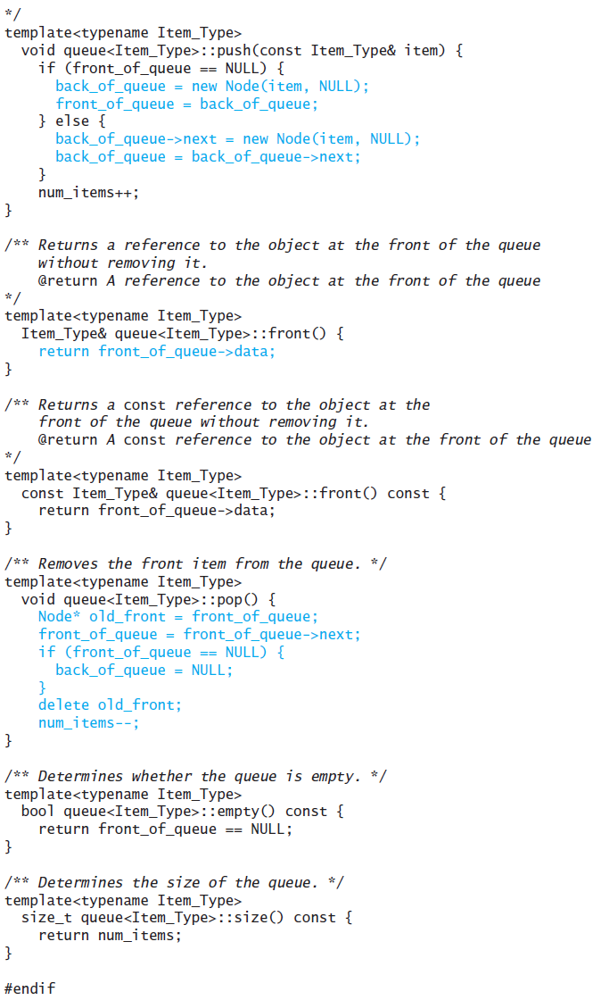 */
template<typename Item_Type>
  void queue<Item_Type>::push(const Item_Type& item) {
    if (front_of_queue == NULL) {
      back_of_queue = new Node(item, NULL);
      front_of_queue = back_of_queue;
    } else {
      back_of_queue->next = new Node(item, NULL);
      back_of_queue = back_of_queue->next;
    }
    num_items++;
}

/** Returns a reference to the object at the front of the queue
    without removing it.
    @return A reference to the object at the front of the queue
*/
template<typename Item_Type>
  Item_Type& queue<Item_Type>::front() {
    return front_of_queue->data;
}

/** Returns a const reference to the object at the
    front of the queue without removing it.
    @return A const reference to the object at the front of the queue
*/
template<typename Item_Type>
  const Item_Type& queue<Item_Type>::front() const {
    return front_of_queue->data;
}

/** Removes the front item from the queue. */
template<typename Item_Type>
  void queue<Item_Type>::pop() {
    Node* old_front = front_of_queue;
    front_of_queue = front_of_queue->next;
    if (front_of_queue == NULL) {
      back_of_queue = NULL;
    }
    delete old_front;
    num_items--;
}

/** Determines whether the queue is empty. */
template<typename Item_Type>
  bool queue<Item_Type>::empty() const {
    return front_of_queue == NULL;
}

/** Determines the size of the queue. */
template<typename Item_Type>
  size_t queue<Item_Type>::size() const {
    return num_items;
}

#endif